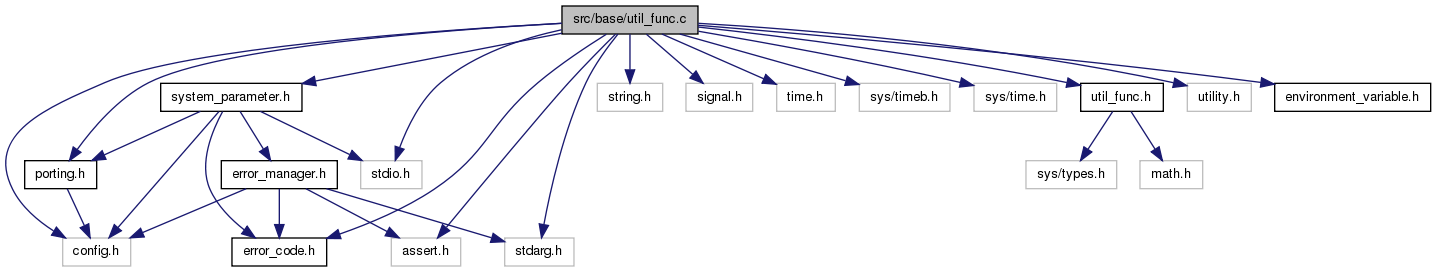 src/base/util_func.c
system_parameter.h
string.h
signal.h
time.h
sys/timeb.h
sys/time.h
util_func.h
utility.h
environment_variable.h
porting.h
error_manager.h
stdio.h
sys/types.h
math.h
config.h
error_code.h
assert.h
stdarg.h